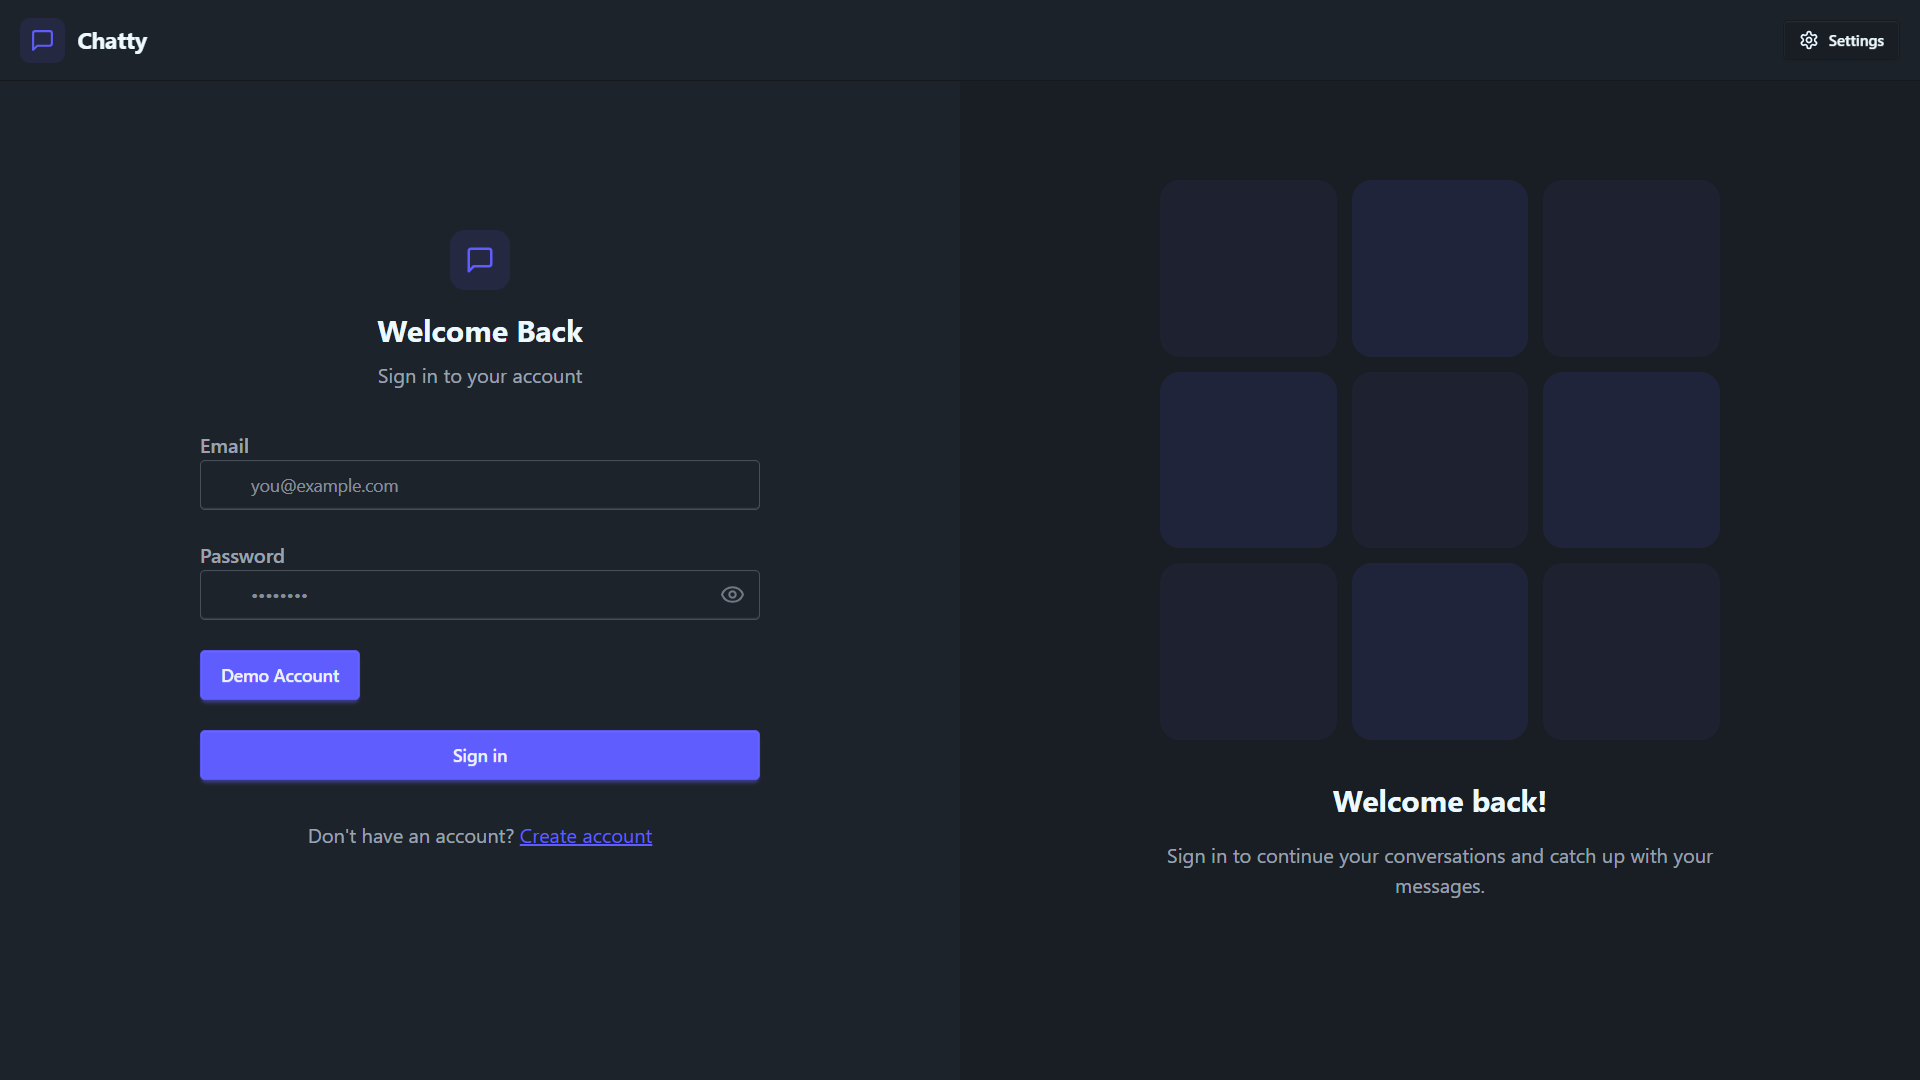 Chatty
Settings
Welcome Back
Sign in to your account
Email
you@example.com
Password
••••••••
Demo Account
Sign in
Don't have an account? Create account
Welcome back!
Sign in to continue your conversations and catch up with your
messages.